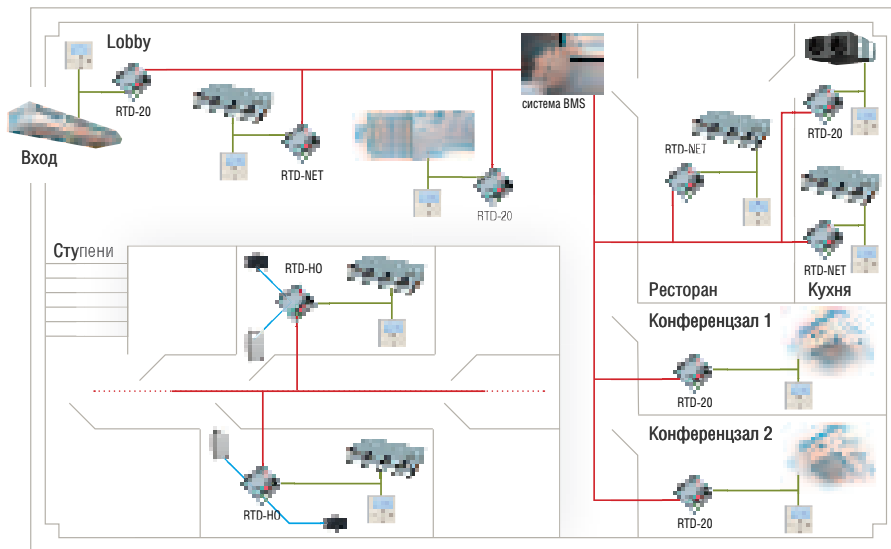 Lobby
RTD-20
Вход
RTD-NET
RTD-20
система BMS
RTD-NET
RTD-20
RTD-NET
Ресторан
Кухня
Ступени
RTD-HO
RTD-HO
Конференцзал 1
RTD-20
Конференцзал 2
RTD-20